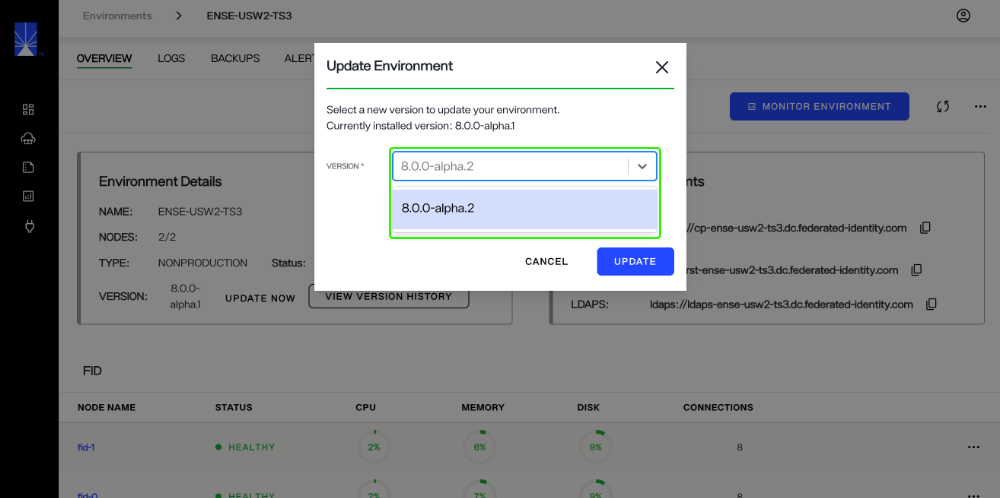 Environments > ENSE-USW2-TS3
OVERVIEW LOGS BACKUPS ALER
Update Environment
Select a new version to update your environment.
Currently installed version: 8.0.0-alpha.1
VERSION * 8.0.0-alpha.2
8.0.0-alpha.2
CANCEL UPDATE
MONITOR ENVIRONMENT
Environment Details
NAME: ENSE-USW2-TS3
NODES: 2/2
TYPE: NONPRODUCTION Status:
VERSION: 8.0.0-alpha.1 UPDATE NOW VIEW VERSION HISTORY
nts
//cp-ense-usw2-ts3.dc.federated-identity.com
rst-ense-usw2-ts3.dc.federated-identity.com
LDAPS: ldaps://ldaps-ense-usw2-ts3.dc.federated-identity.com
FID
NODE NAME STATUS CPU MEMORY DISK CONNECTIONS
fid-1 HEALTHY 2% 6% 9% 8
fid-0 HEALTHY 2% 7% 9% 8